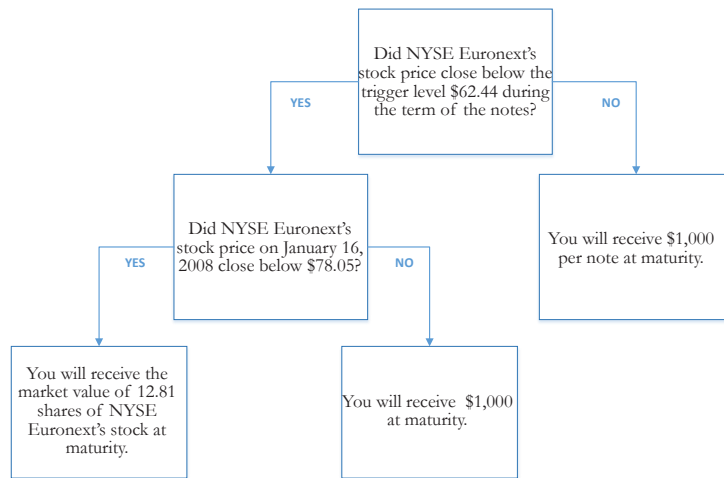 Did NYSE Euronext's
stock price close below the
trigger level $62.44 during
the term of the notes?
YES
NO
Did NYSE Euronext's
stock price on January 16,
2008 close below $78.05?
You will receive $1,000
per note at maturity.
YES
NO
You will receive the
market value of 12.81
shares of NYSE
Euronext's stock at
maturity.
You will receive $1,000
at maturity.